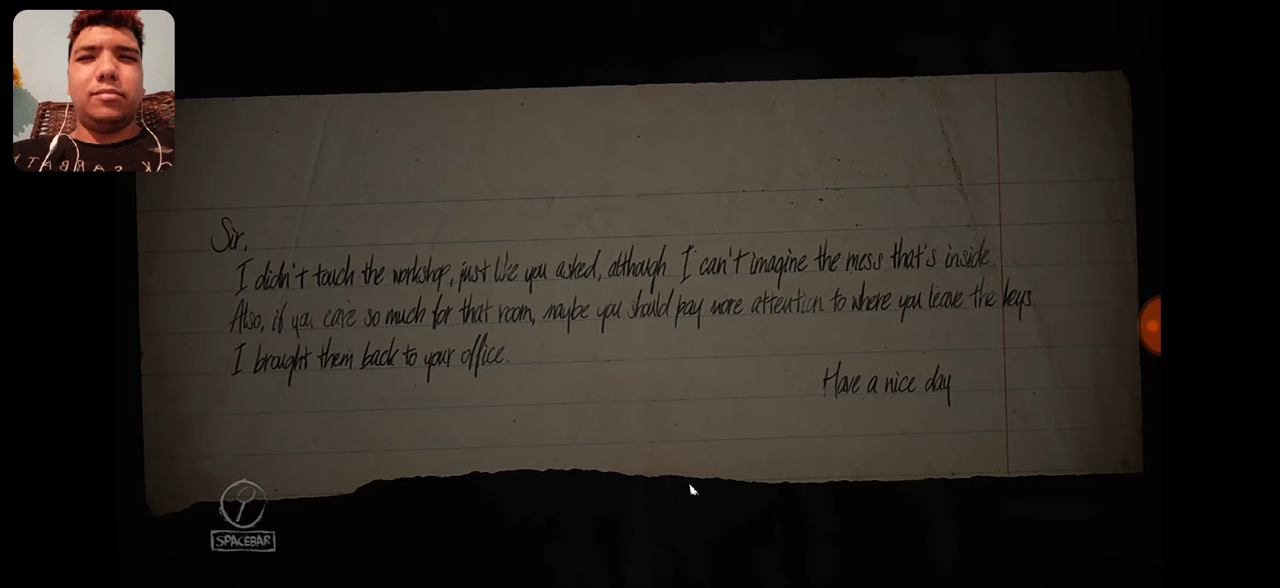 Sir,
I didn't touch the workshop, just like you asked, although I can't imagine the mess that's inside.
Also, if you care so much for that room, maybe you should pay more attention to where you leave the keys.
I brought them back to your office.
Have a nice day
SPACEBAR